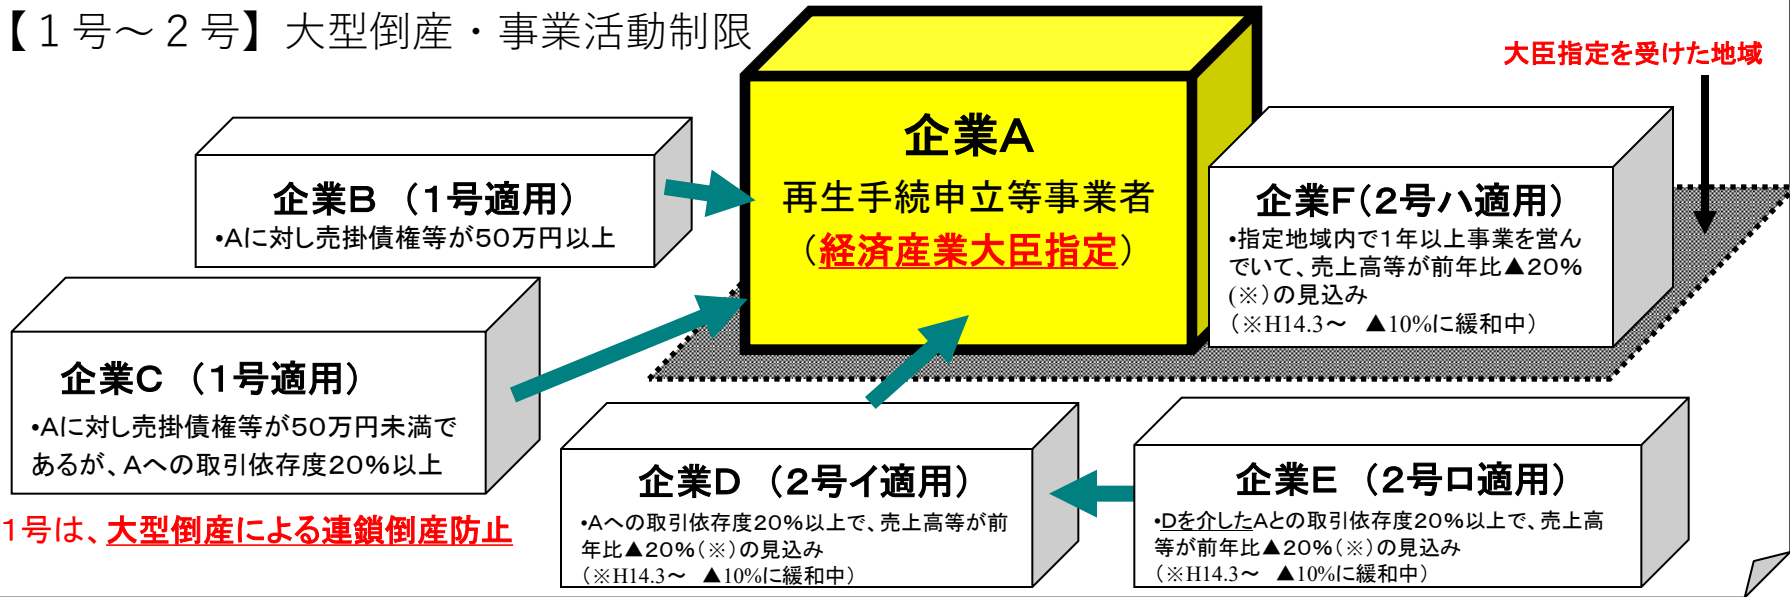 【１号～２号】大型倒産・事業活動制限
大臣指定を受けた地域
企業Ａ
再生手続申立等事業者
（経済産業大臣指定）
企業Ｂ （１号適用）
•Ａに対し売掛債権等が５０万円以上
企業Ｆ（２号ハ適用）
•指定地域内で１年以上事業を営ん
でいて、売上高等が前年比▲２０％
(※）の見込み
（※H14.3～　▲10%に緩和中）
企業Ｃ （１号適用）
•Ａに対し売掛債権等が５０万円未満で
あるが、Ａへの取引依存度２０％以上
1号は、大型倒産による連鎖倒産防止
企業Ｄ （２号イ適用）
•Ａへの取引依存度２０％以上で、売上高等が前
年比▲２０％（※）の見込み
（※H14.3～　▲10%に緩和中）
企業Ｅ （２号ロ適用）
•Ｄを介したＡとの取引依存度２０％以上で、売上高
等が前年比▲２０％（※）の見込み
（※H14.3～　▲10%に緩和中）